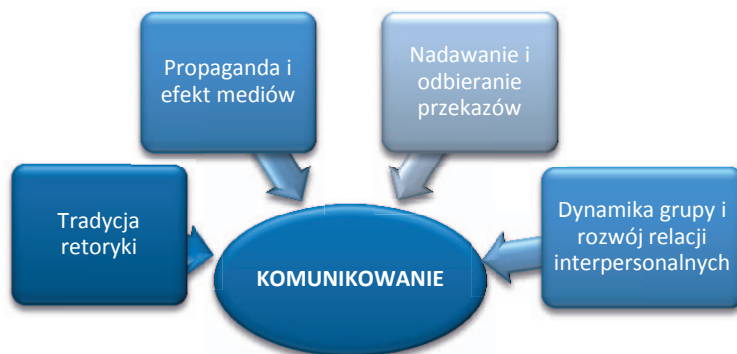 Propaganda i
efekt mediów
Nadawanie i
odbieranie
przekazów
Tradycja
retoryki
Dynamika grupy i
rozwój relacji
interpersonalnych
KOMUNIKOWANIE